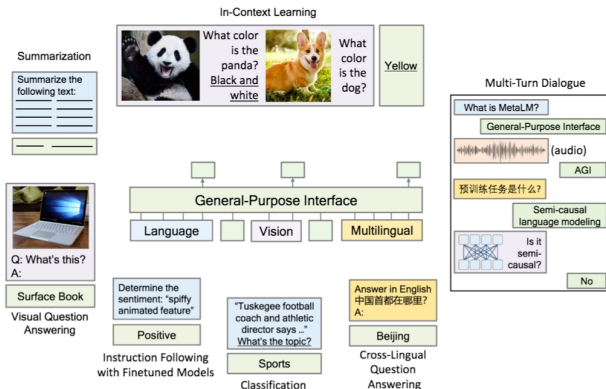 In-Context Learning
What color
is the
panda?
Black and
white
What
color
is the
dog?
Yellow
Summarization
Summarize the
following text:
Multi-Turn Dialogue
What is MetaLM?
General-Purpose Interface
(audio)
AGI
预训练任务是什么?
Semi-causal
language modeling
Is it
semi-
causal?
No
General-Purpose Interface
Language
Vision
Multilingual
Q: What's this?
A:
Surface Book
Visual Question
Answering
Determine the
sentiment: "spiffy
animated feature"
Positive
Instruction Following
with Finetuned Models
"Tuskegee football
coach and athletic
director says ..."
What's the topic?
Sports
Classification
Answer in English
中国首都在哪里?
A:
Beijing
Cross-Lingual
Question
Answering